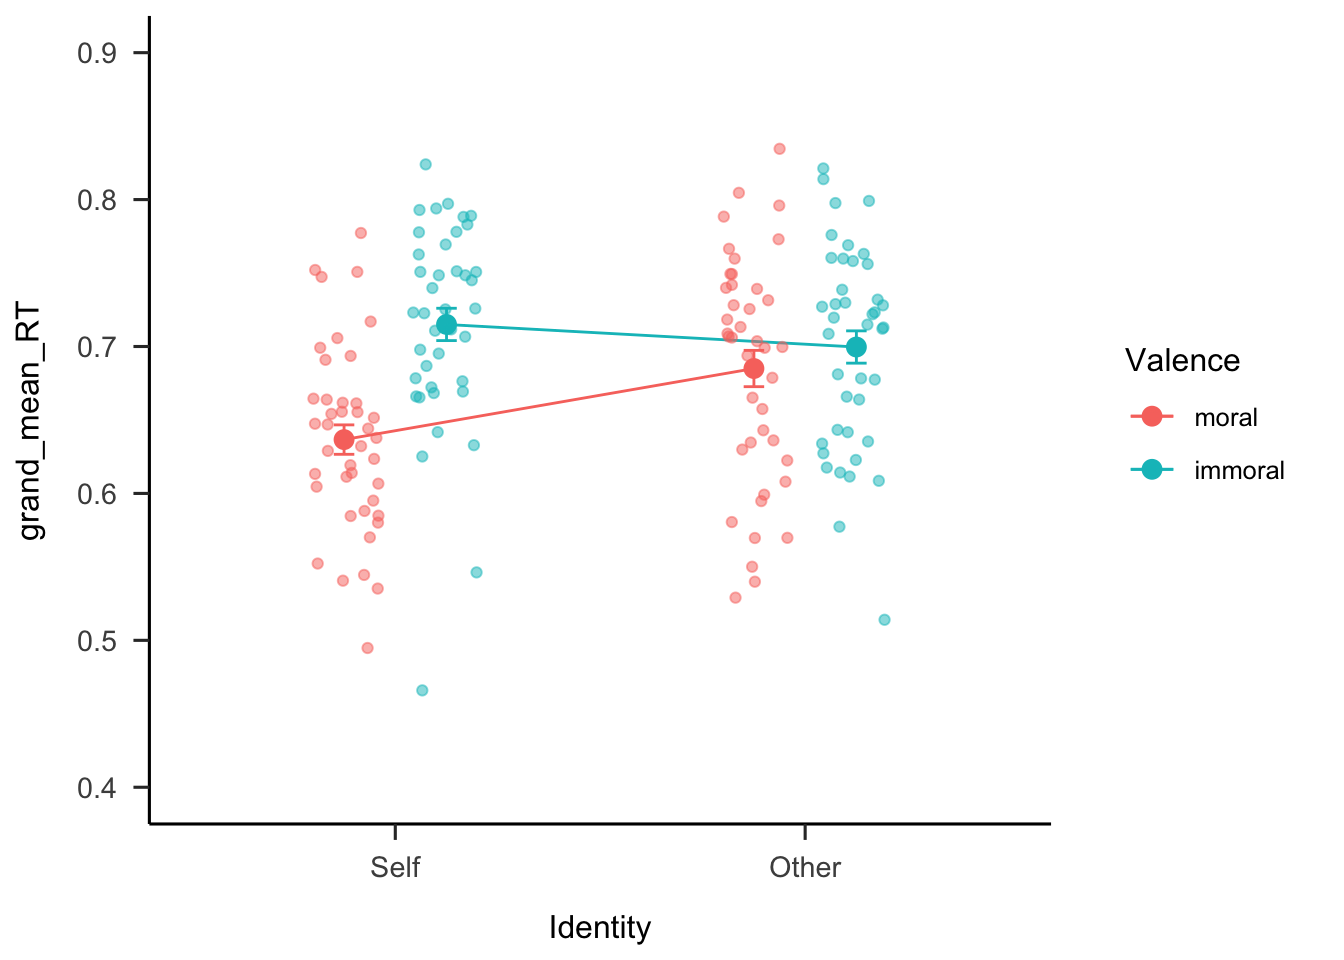 0.9
0.8
0.7
0.6
0.5
0.4
grand_mean_RT
Self
Other
Identity
Valence
moral
immoral